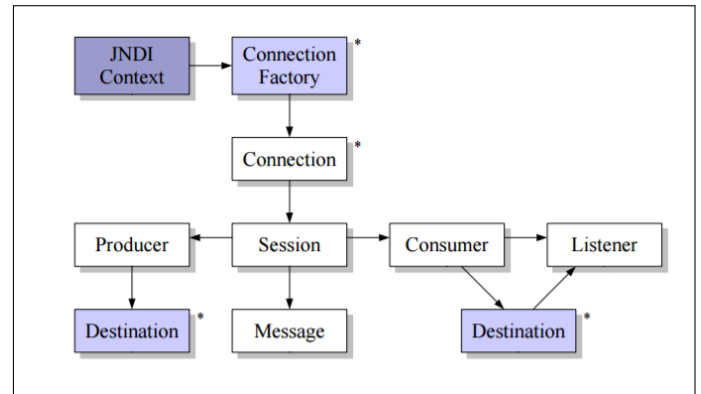 JNDI
Context
Connection
Factory
*
Connection
*
Producer
Session
Consumer
Listener
Destination
*
Message
Destination
*